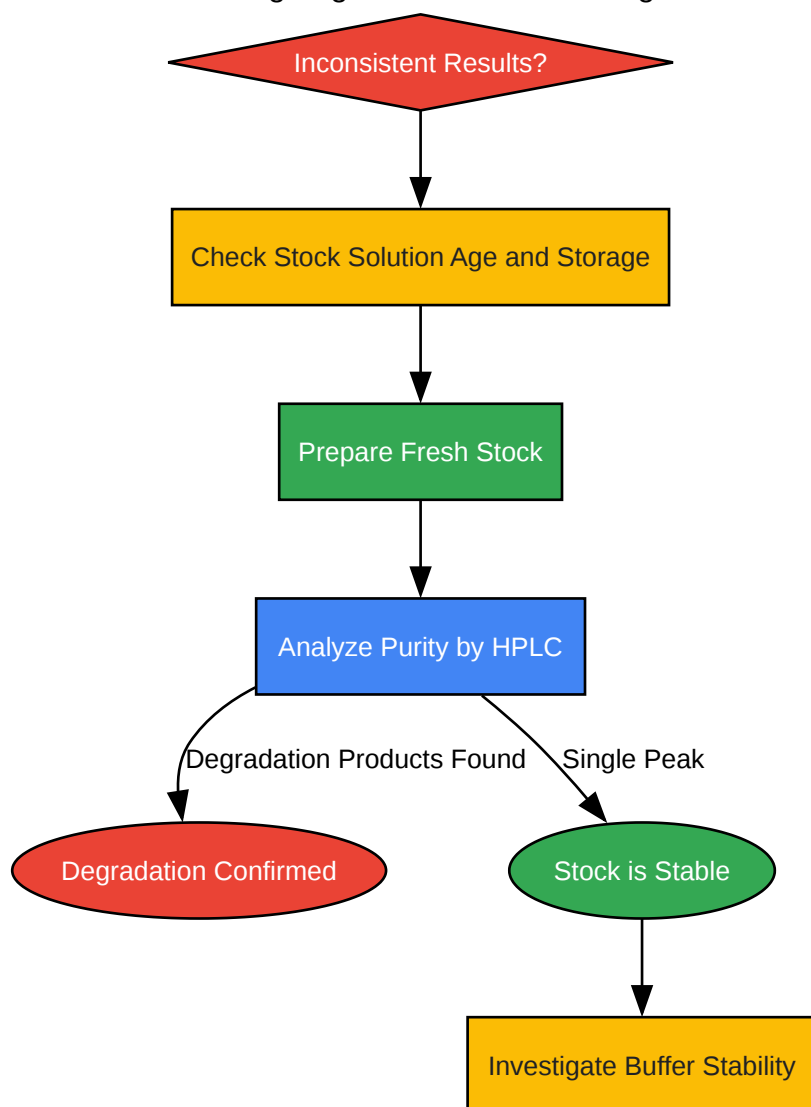 Inconsistent Results?
Check Stock Solution Age and Storage
Prepare Fresh Stock
Analyze Purity by HPLC
Degradation Products Found
Single Peak
Degradation Confirmed
Stock is Stable
Investigate Buffer Stability